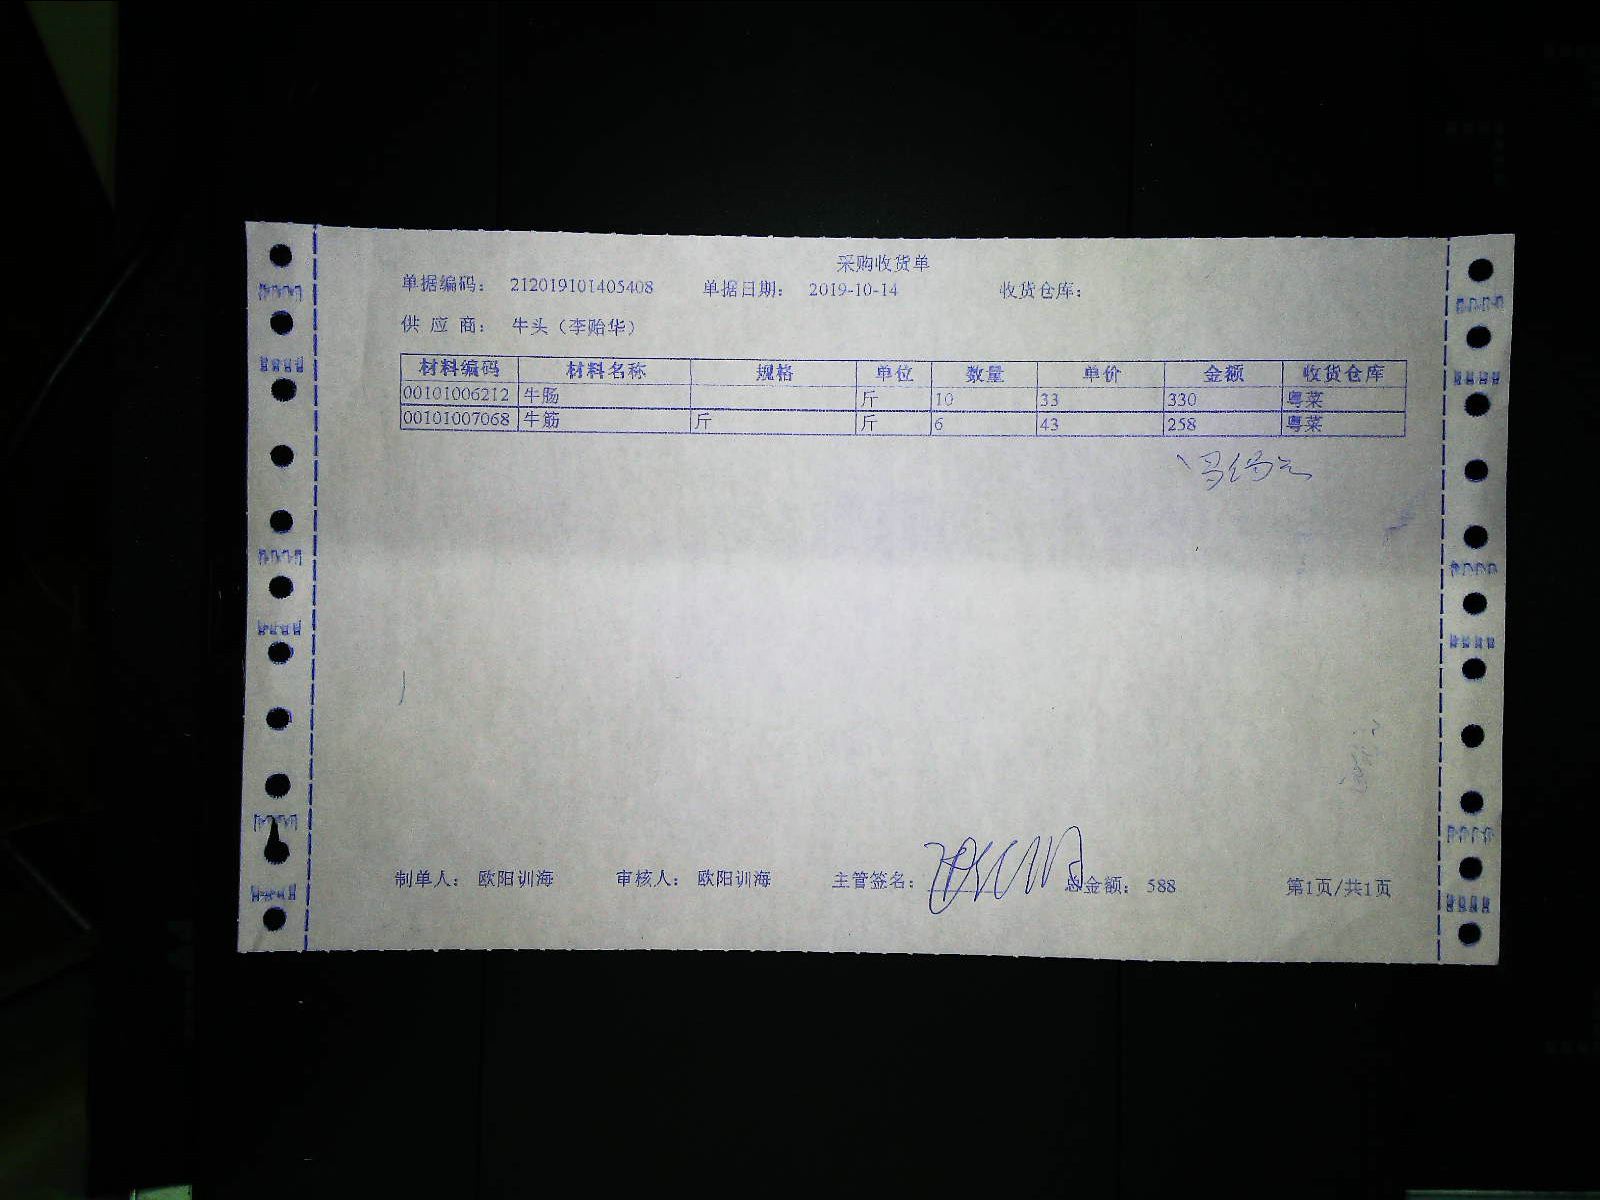 采购收货单
单据编码： 212019101405408 单据日期： 2019-10-14 收货仓库：
供 应 商： 牛头（李贻华）
材料编码 材料名称 规格 单位 数量 单价 金额 收货仓库
00101006212 牛肠 斤 10 33 330 粤菜
00101007068 牛筋 斤 斤 6 43 258 粤菜
制单人： 欧阳训海 审核人： 欧阳训海 主管签名： 总金额： 588 第1页/共1页